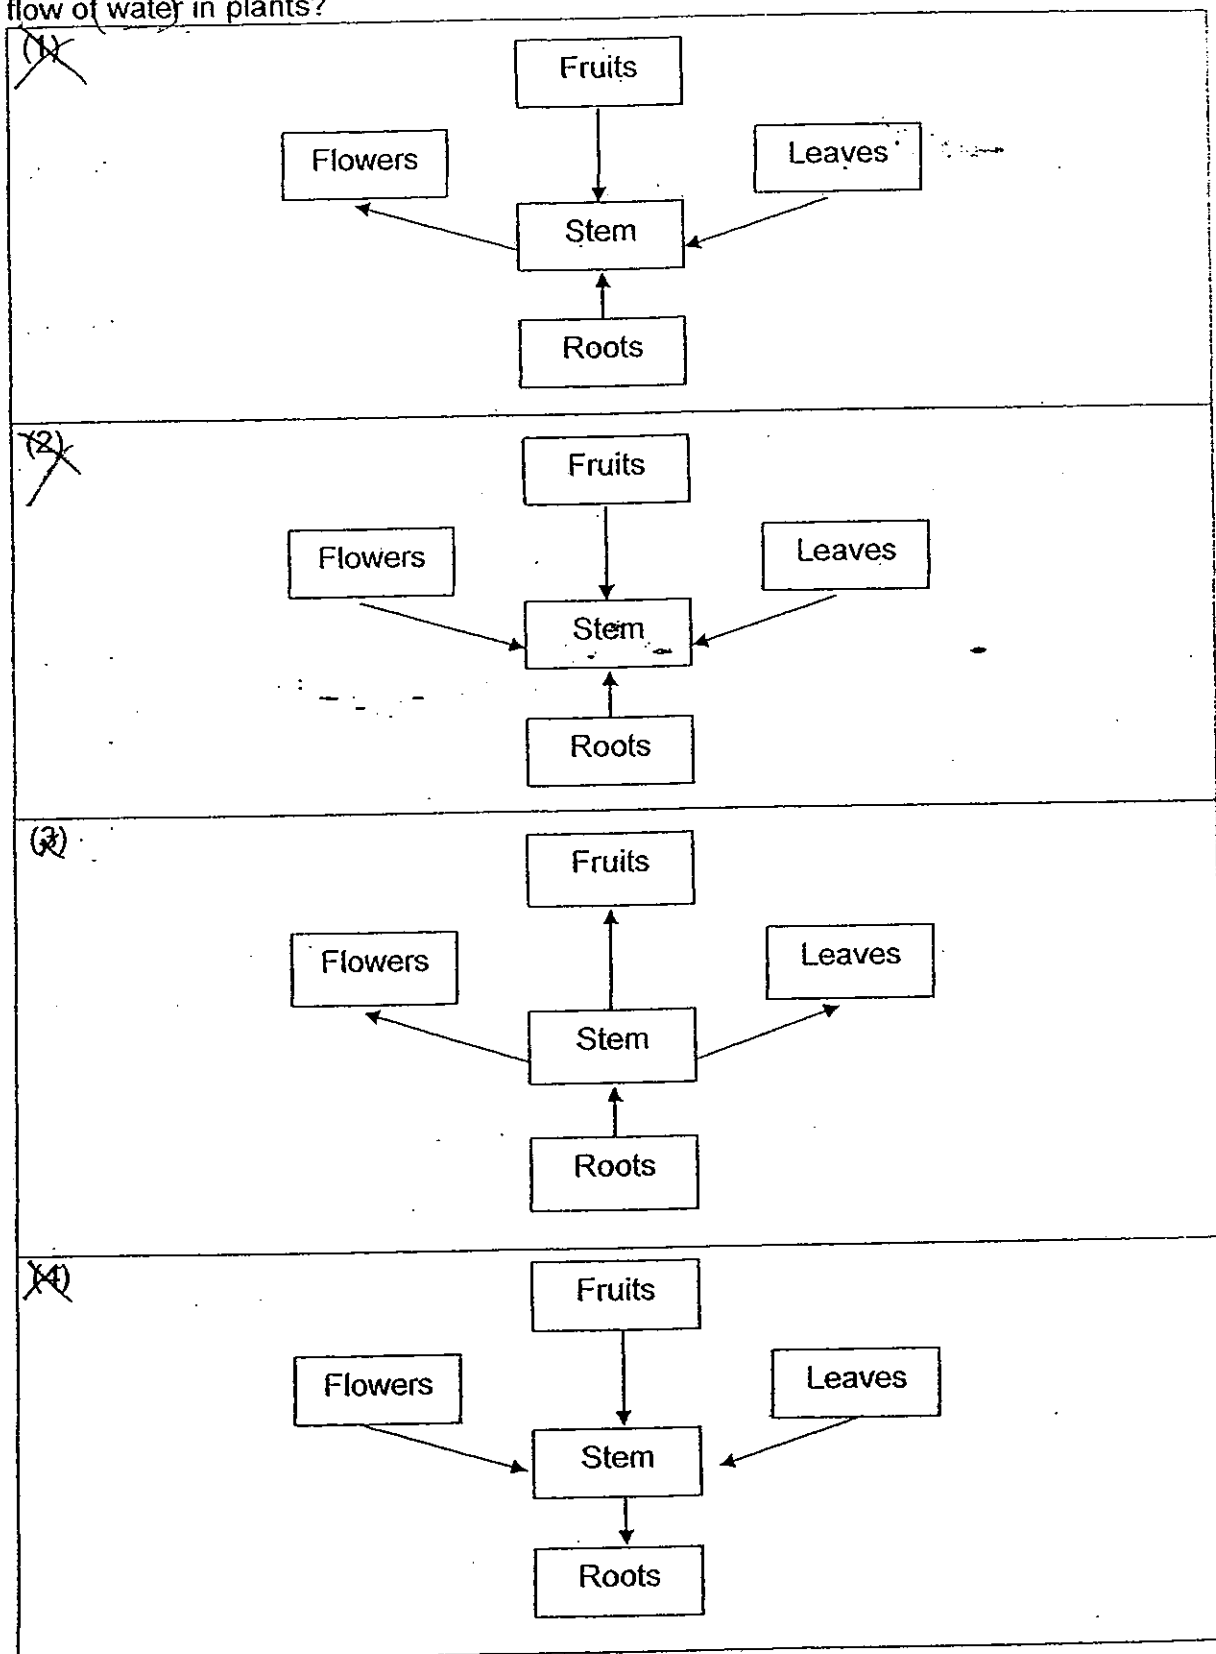 flow of water in plants?
(1)
Fruits
Flowers
Leaves
Stem
Roots
(2)
Fruits
Flowers
Leaves
Stem
Roots
(3)
Fruits
Flowers
Leaves
Stem
Roots
(4)
Fruits
Flowers
Leaves
Stem
Roots